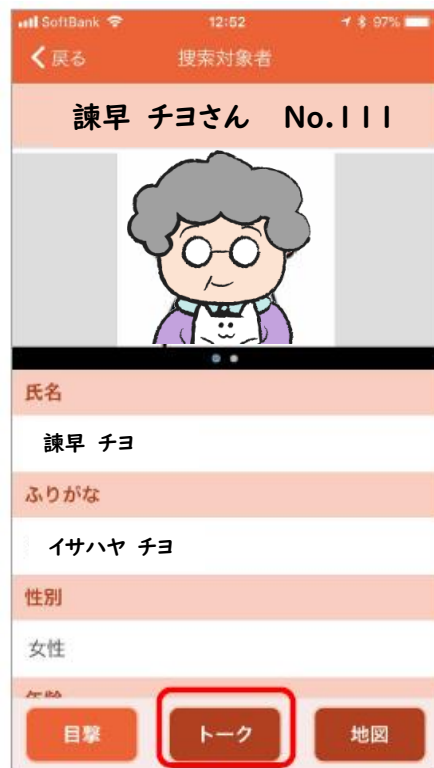 SoftBank 12:52 97%
戻る 捜索対象者
諫早 チヨさん No.111
氏名
諫早 チヨ
ふりがな
イサハヤ チヨ
性別
女性
目撃 トーク 地図